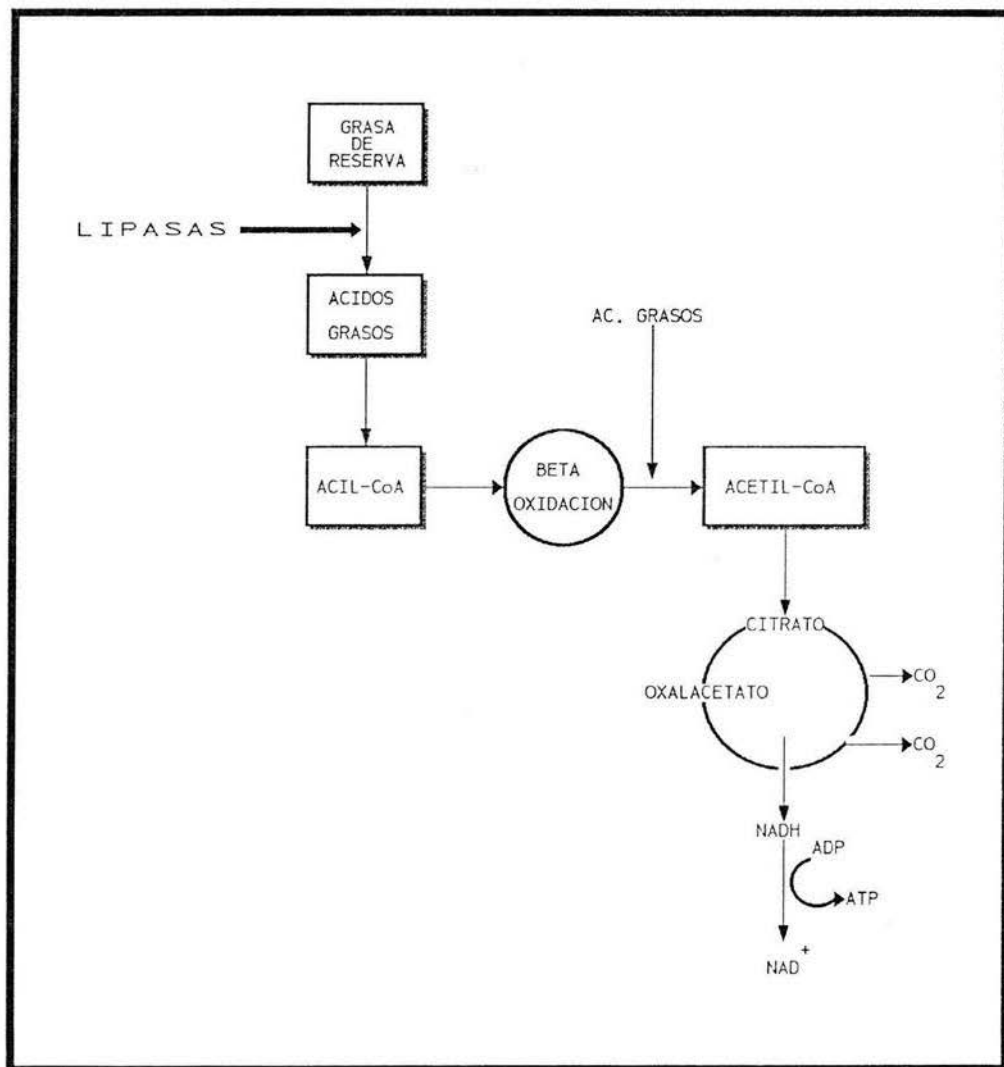 GRASA
DE
RESERVA
LIPASAS
ACIDOS
GRASOS
AC. GRASOS
ACIL-CoA
BETA
OXIDACION
ACETIL-CoA
CITRATO
OXALACETATO
CO2
CO2
NADH
ADP
ATP
NAD+